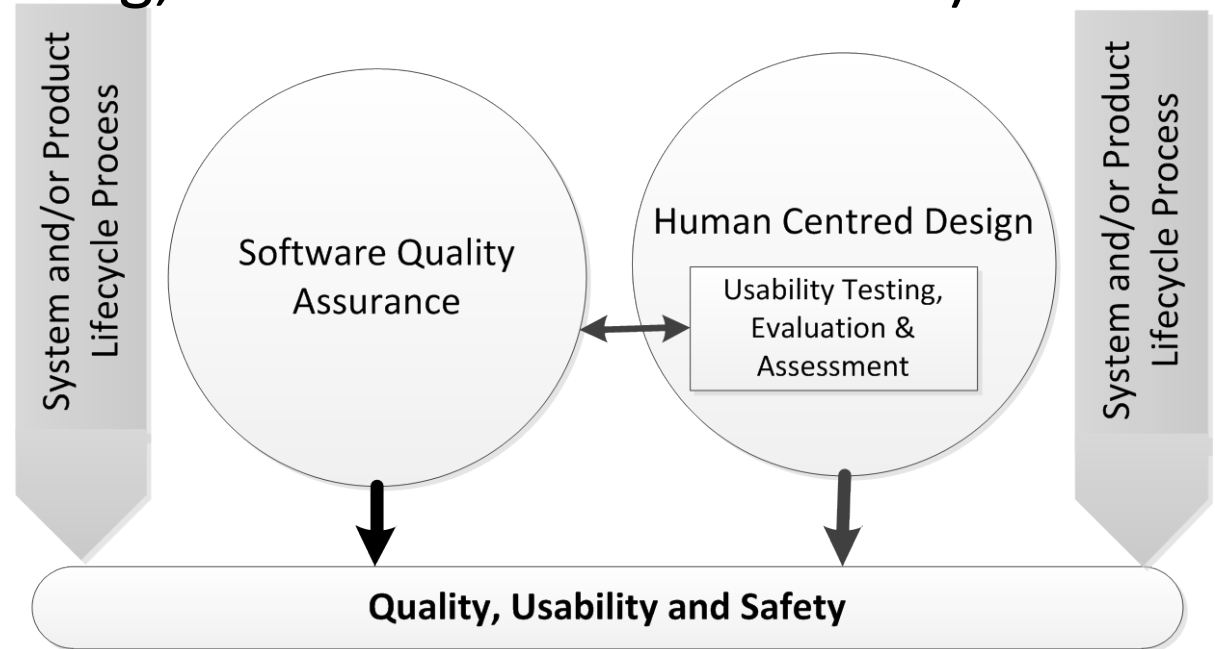 System and/or Product
Lifecycle Process
Software Quality
Assurance
Human Centred Design
Usability Testing,
Evaluation &
Assessment
System and/or Product
Lifecycle Process
Quality, Usability and Safety